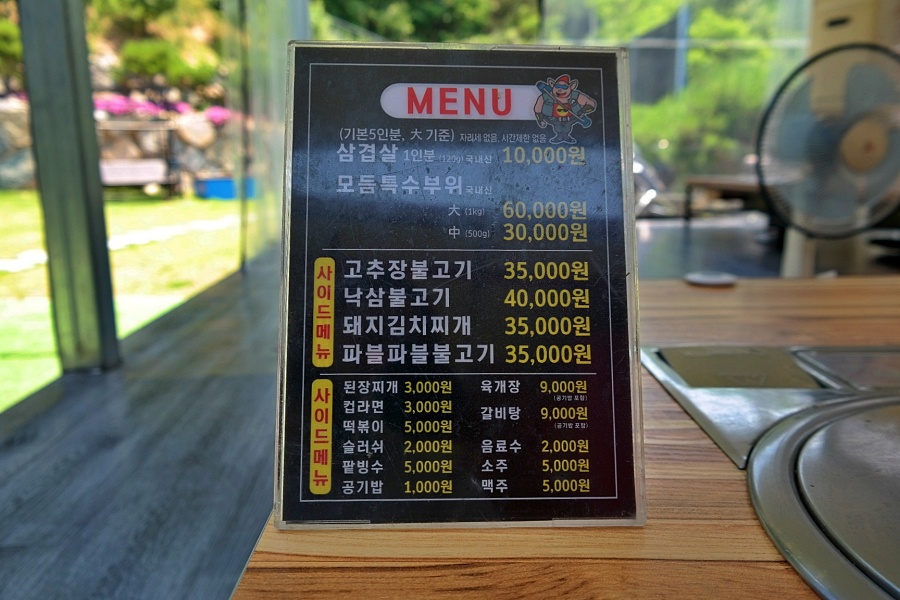 MENU
(기본5인분, 大 기준) 자리세 없음, 시간제한 없음
삼겹살 1인분 (120g) 국내산 10,000원
모듬특수부위 국내산
大 (1kg) 60,000원
中 (500g) 30,000원
사이드메뉴
고추장불고기 35,000원
낙삼불고기 40,000원
돼지김치찌개 35,000원
파블파블불고기 35,000원
사이드메뉴
된장찌개 3,000원 육개장 9,000원
(공기밥 포함)
컵라면 3,000원 갈비탕 9,000원
(공기밥 포함)
떡볶이 5,000원
슬러쉬 2,000원 음료수 2,000원
팥빙수 5,000원 소주 5,000원
공기밥 1,000원 맥주 5,000원